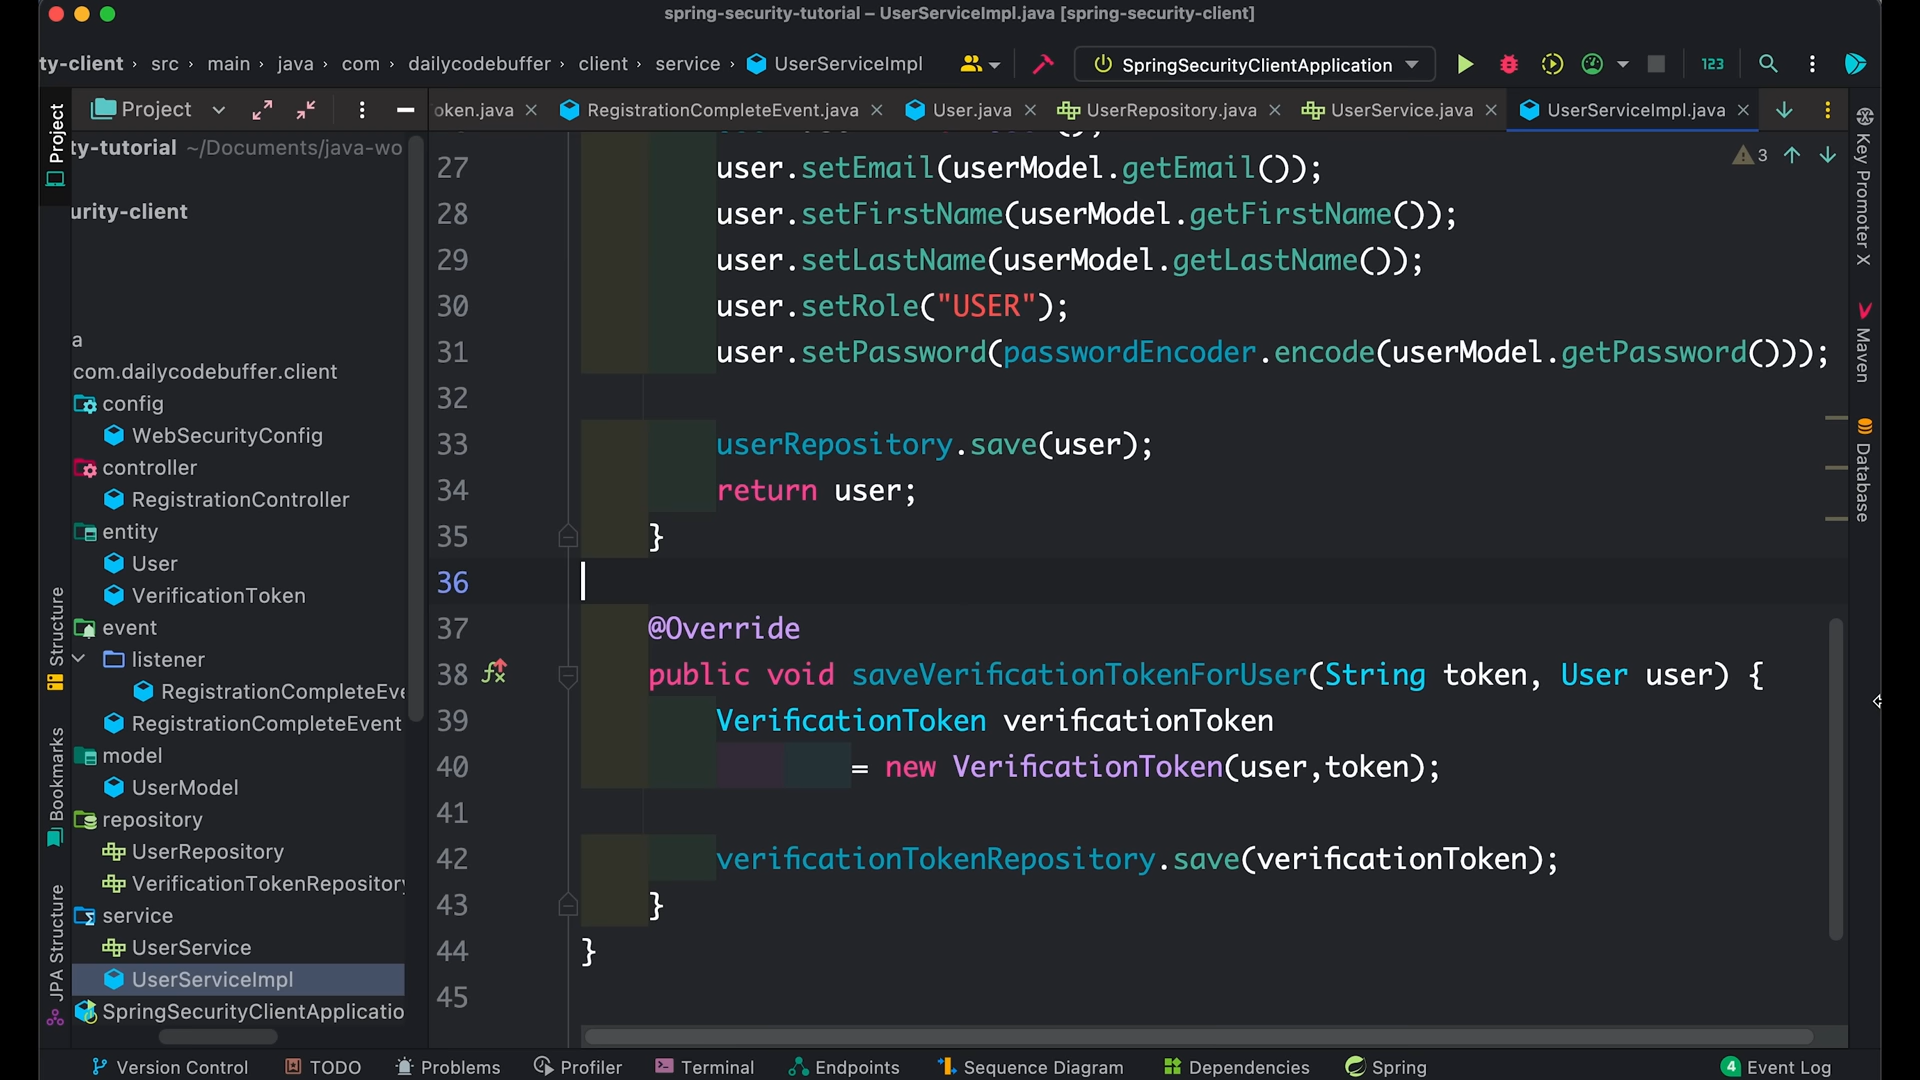 spring-security-tutorial – UserServiceImpl.java [spring-security-client]
ty-client › src › main › java › com › dailycodebuffer › client › service › UserServiceImpl
SpringSecurityClientApplication
123
Project
oken.java
RegistrationCompleteEvent.java
User.java
UserRepository.java
UserService.java
UserServiceImpl.java
Project
Structure
Bookmarks
JPA Structure
ty-tutorial ~/Documents/java-wo
urity-client
a
com.dailycodebuffer.client
config
WebSecurityConfig
controller
RegistrationController
entity
User
VerificationToken
event
listener
RegistrationCompleteEve
RegistrationCompleteEvent
model
UserModel
repository
UserRepository
VerificationTokenRepository
service
UserService
UserServiceImpl
SpringSecurityClientApplicatio
3
27 user.setEmail(userModel.getEmail());
28 user.setFirstName(userModel.getFirstName());
29 user.setLastName(userModel.getLastName());
30 user.setRole("USER");
31 user.setPassword(passwordEncoder.encode(userModel.getPassword()));
32
33 userRepository.save(user);
34 return user;
35 }
36
37 @Override
38 public void saveVerificationTokenForUser(String token, User user) {
39 VerificationToken verificationToken
40 = new VerificationToken(user,token);
41
42 verificationTokenRepository.save(verificationToken);
43 }
44 }
45
Key Promoter X
Maven
Database
Version Control
TODO
Problems
Profiler
Terminal
Endpoints
Sequence Diagram
Dependencies
Spring
4 Event Log